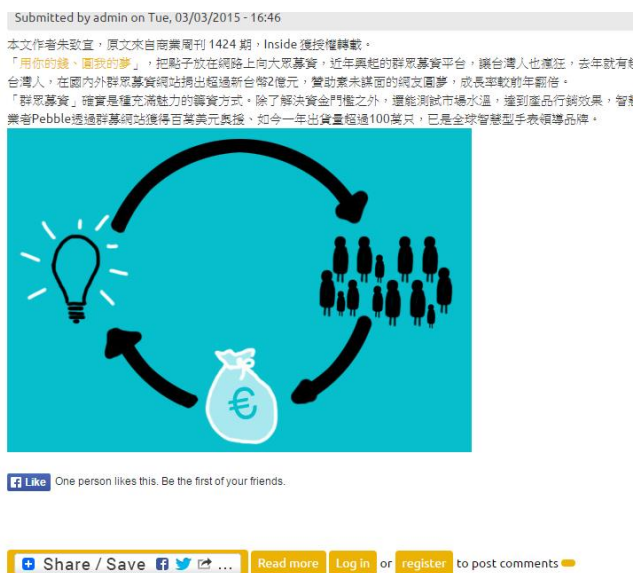 Submitted by admin on Tue, 03/03/2015 - 16:46
本文作者朱致宜，原文來自商業周刊 1424 期，Inside 獲授權轉載。
「用你的錢、圓我的夢」，把點子放在網路上向大眾募資，近年興起的群眾募資平台，讓台灣人也瘋狂，去年就有
台灣人，在國內外群眾募資網站捐出超過新台幣2億元，贊助素未謀面的網友圓夢，成長率較前年翻倍。
「群眾募資」確實是種充滿魅力的籌資方式。除了解決資金門檻之外，還能測試市場水溫，達到產品行銷效果，智慧
業者Pebble透過群募網站獲得百萬美元奧援、如今一年出貨量超過100萬只，已是全球智慧型手表領導品牌。
€
Like One person likes this. Be the first of your friends.
Share / Save ... Read more Log in or register to post comments